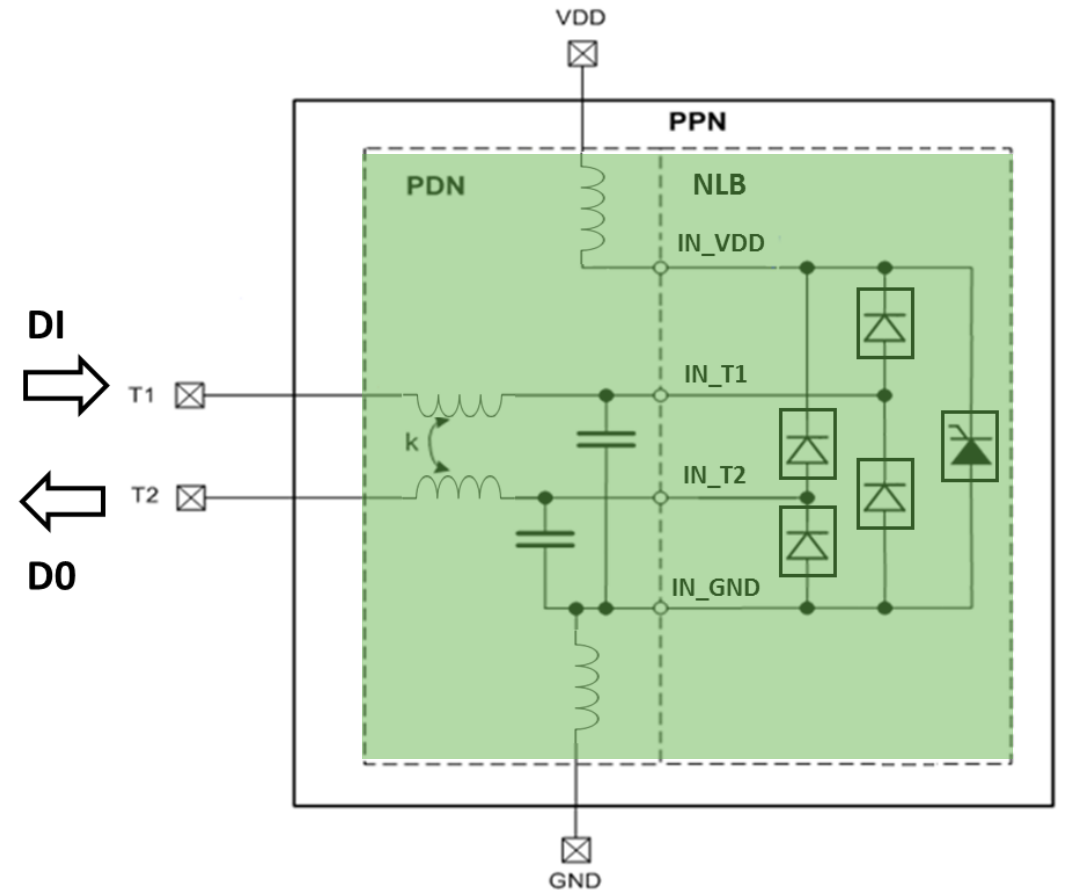 VDD
PPN
PDN
NLB
IN_VDD
DI
IN_T1
T1
k
IN_T2
T2
D0
IN_GND
GND